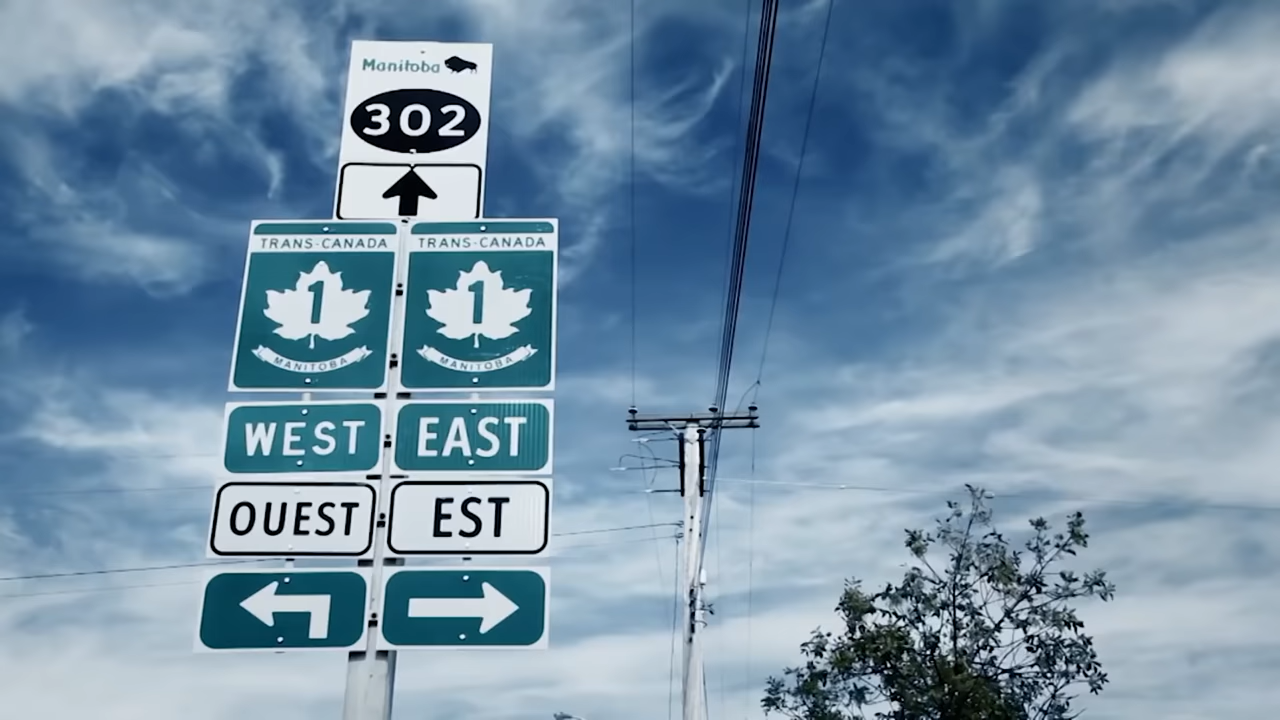 Manitoba
302
TRANS-CANADA
1
MANITOBA
WEST
OUEST
TRANS-CANADA
1
MANITOBA
EAST
EST